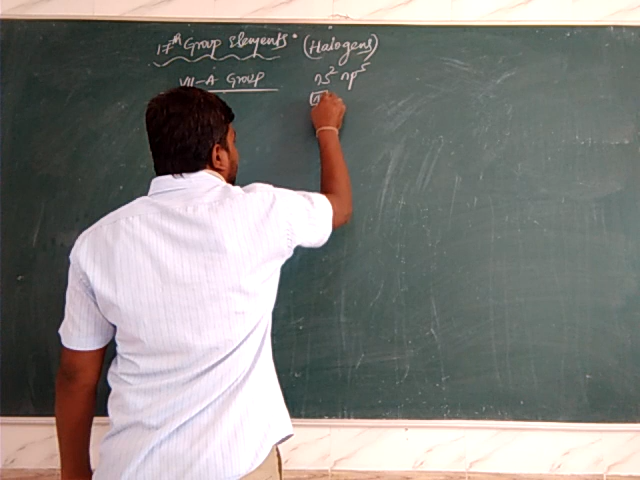 17th Group Elements (Halogens)
VII-A Group ns² np⁵